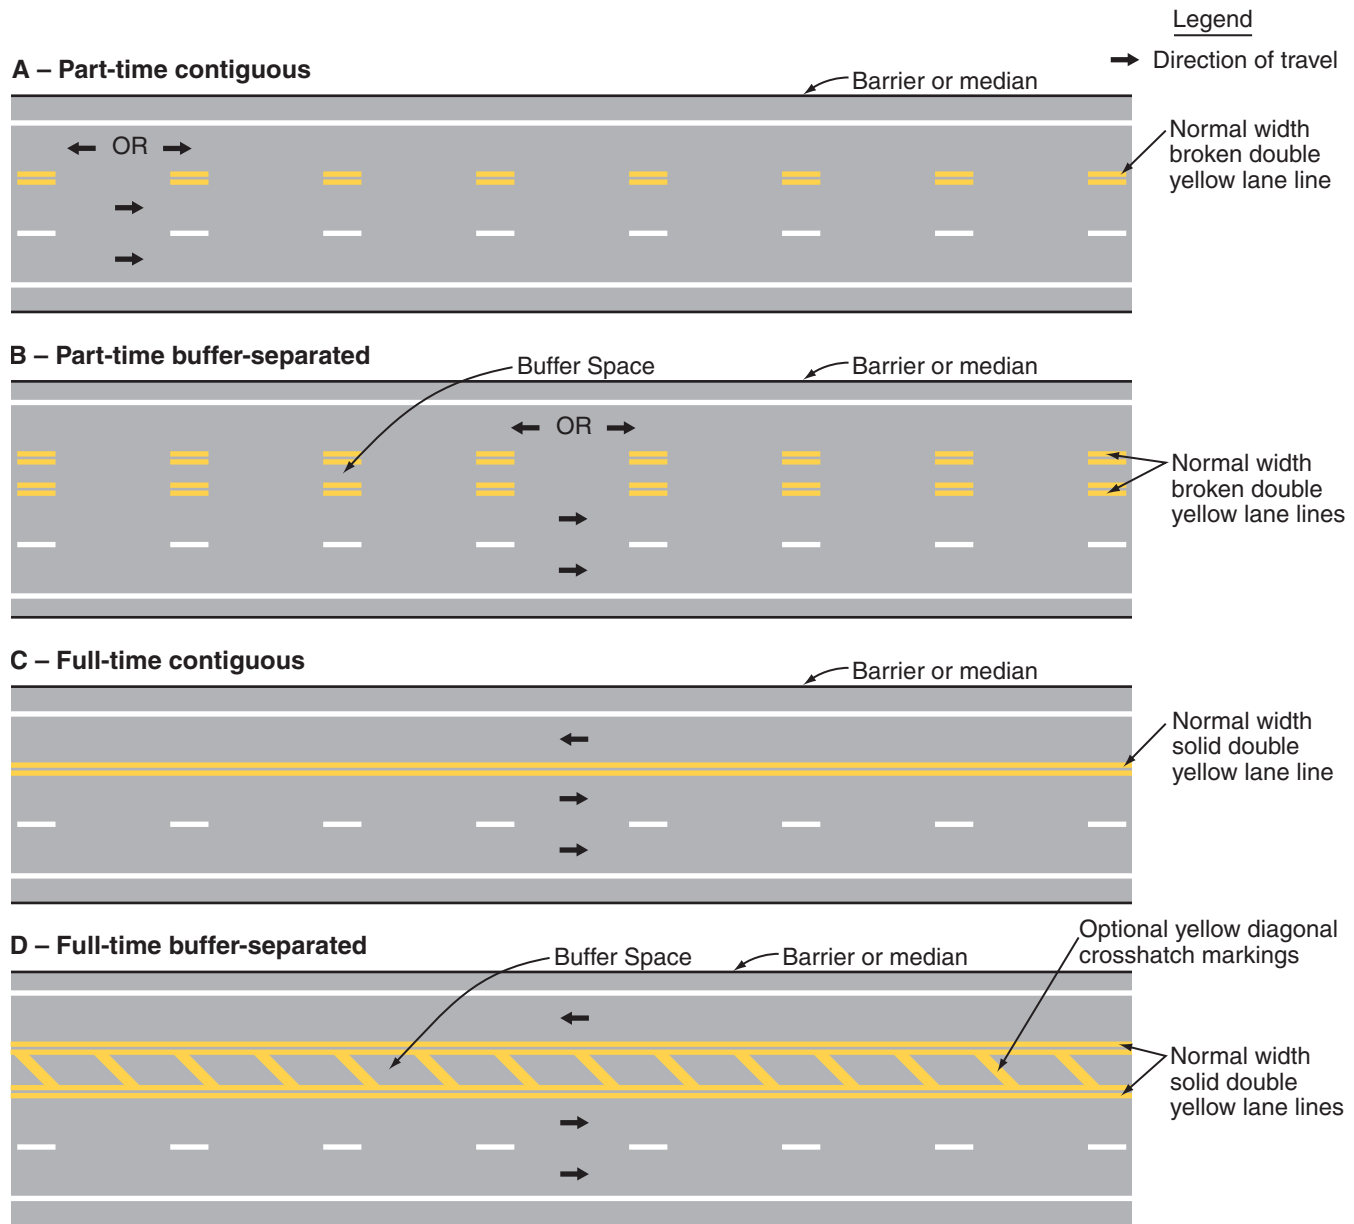 Legend
Direction of travel
A – Part-time contiguous
Barrier or median
OR
Normal width
broken double
yellow lane line
B – Part-time buffer-separated
Buffer Space
Barrier or median
OR
Normal width
broken double
yellow lane lines
C – Full-time contiguous
Barrier or median
Normal width
solid double
yellow lane line
D – Full-time buffer-separated
Buffer Space
Barrier or median
Optional yellow diagonal
crosshatch markings
Normal width
solid double
yellow lane lines